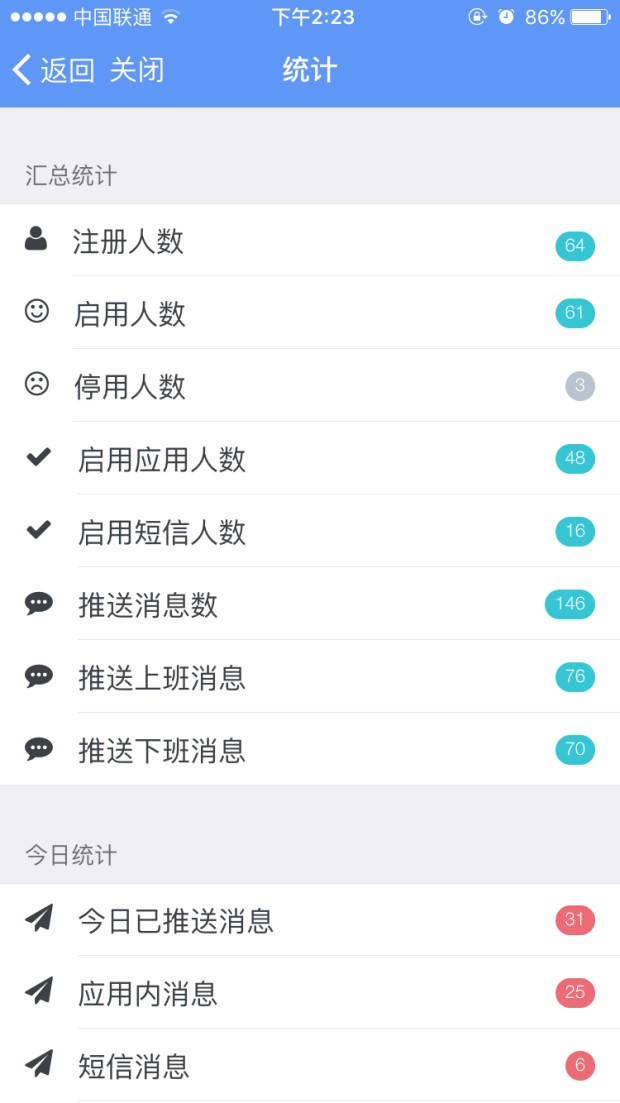 中国联通 下午2:23 86%
返回 关闭 统计
汇总统计
注册人数 64
启用人数 61
停用人数 3
启用应用人数 48
启用短信人数 16
推送消息数 146
推送上班消息 76
推送下班消息 70
今日统计
今日已推送消息 31
应用内消息 25
短信消息 6